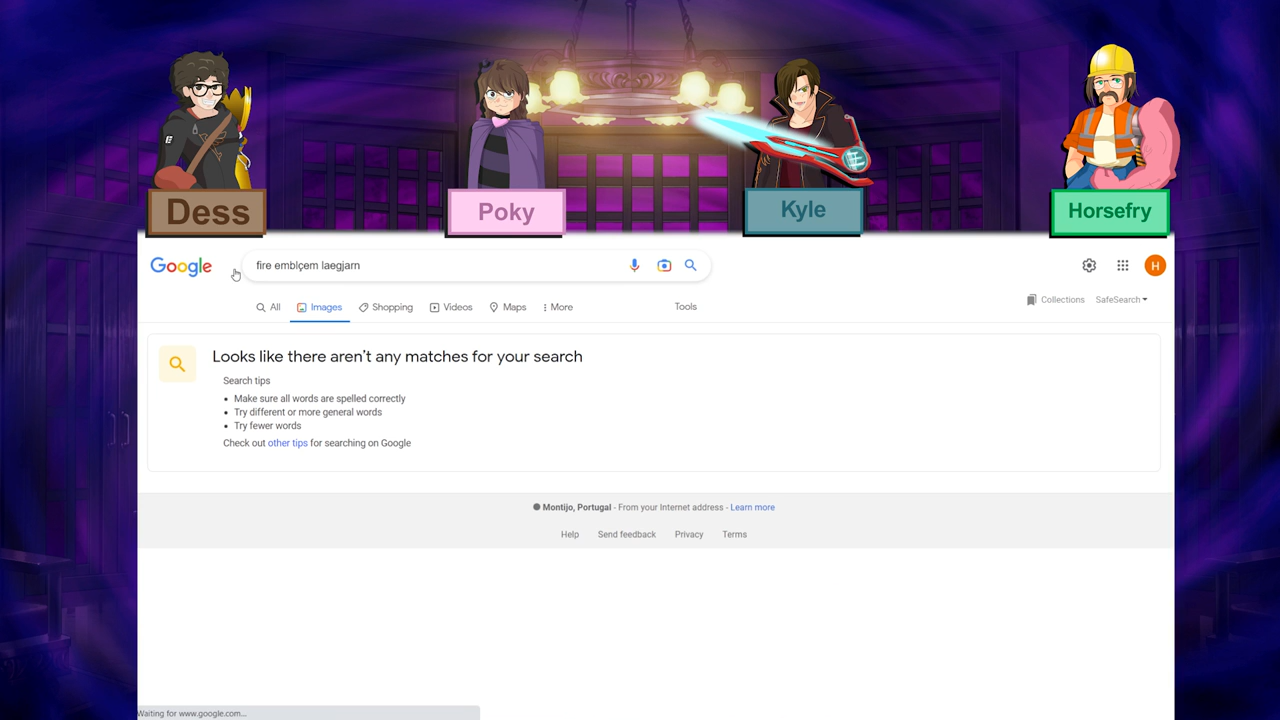 Dess
Poky
Kyle
Horsefry
Google
fire emblçem laegjarn
H
All
Images
Shopping
Videos
Maps
More
Tools
Collections
SafeSearch
Looks like there aren't any matches for your search
Search tips
Make sure all words are spelled correctly
Try different or more general words
Try fewer words
Check out other tips for searching on Google
Montijo, Portugal - From your Internet address - Learn more
Help
Send feedback
Privacy
Terms
Waiting for www.google.com...